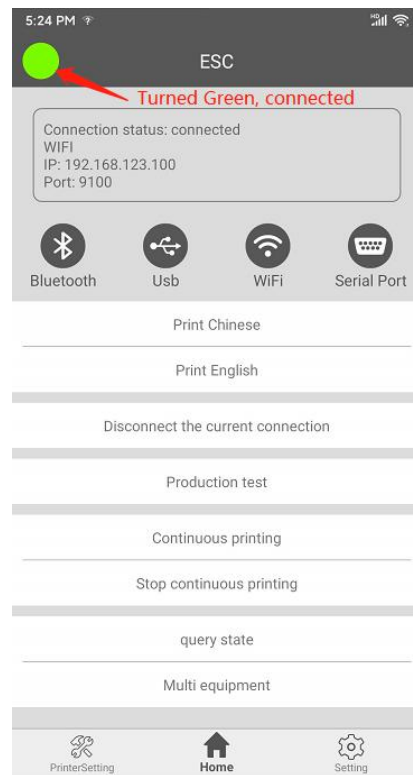 5:24 PM
HD
ESC
Turned Green, connected
Connection status: connected
WIFI
IP: 192.168.123.100
Port: 9100
Bluetooth
Usb
WiFi
Serial Port
Print Chinese
Print English
Disconnect the current connection
Production test
Continuous printing
Stop continuous printing
query state
Multi equipment
PrinterSetting
Home
Setting